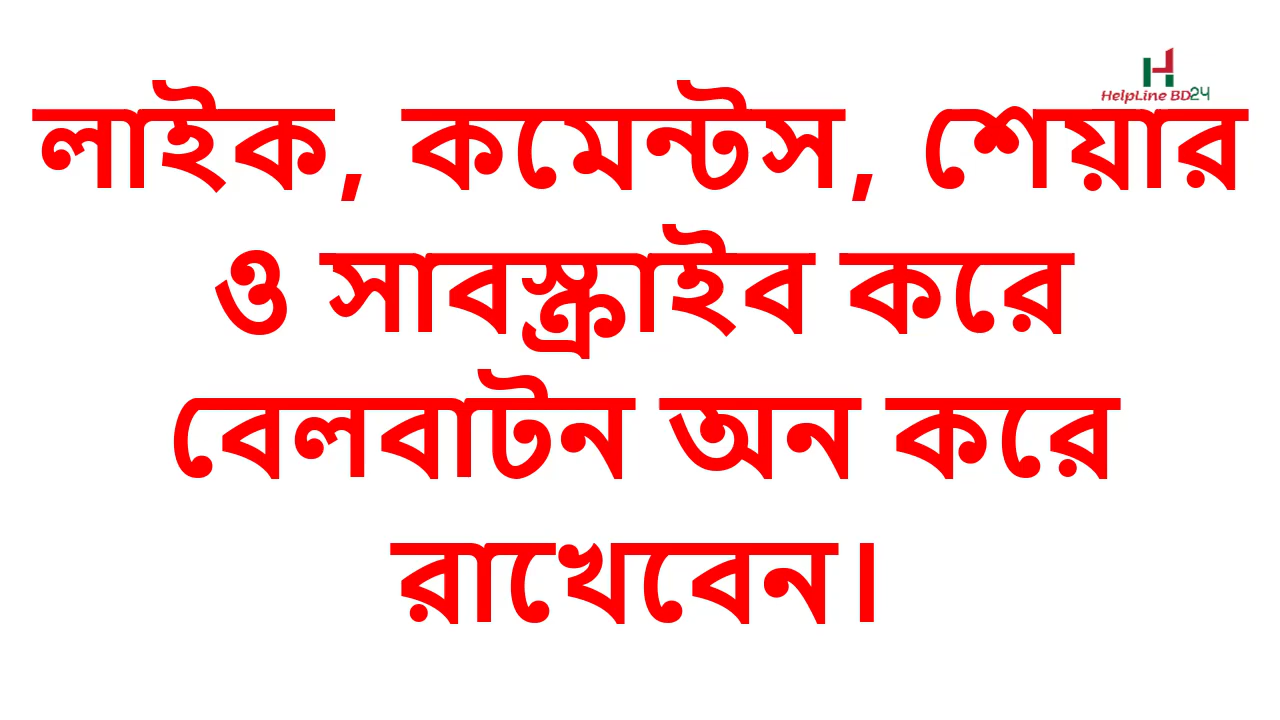 HelpLine BD24
লাইক, কমেন্টস, শেয়ার
ও সাবস্ক্রাইব করে
বেলবাটন অন করে
রাখেবেন।